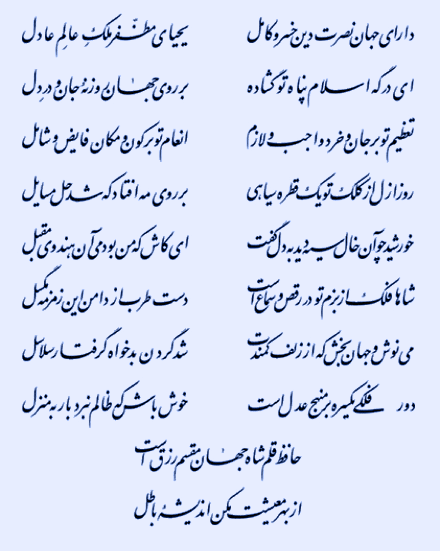 دارای جهان نصرت دین خسرو کامل	یحیای مظفر ملک عالم عادل
ای درگه اسلام پناه تو گشاده	بر روی جهان روزنه جان و در دل
تعظیم تو بر جان و خرد واجب و لازم	انعام تو بر کون و مکان فایض و شامل
روز ازل از کلک تو یک قطره سیاهی	بر روی مه افتاد که شد حل مسایل
خورشید چو آن خال سیه دید به دل گفت	ای کاش که من بودمی آن هندوی مقبل
شاها فلک از بزم تو در رقص و سماع است	دست طرب از دامن این زمزمه مگسل
می نوش و جهان بخش که از زلف کمندت	شد گردن بدخواه گرفتار سلاسل
دور فلکی یکسره بر منهج عدل است	خوش باش که ظالم نبرد بار به منزل
حافظ قلم شاه جهان مقسم رزق است
از بهر معیشت مکن اندیشه باطل